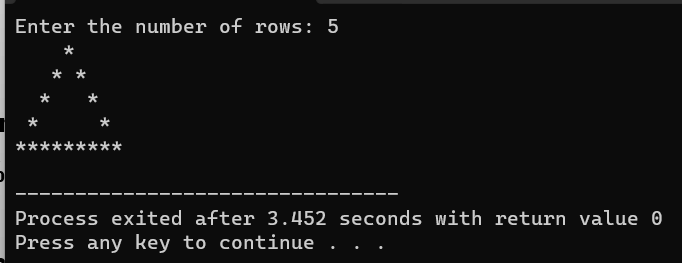 Enter the number of rows: 5
    *
   * *
  *   *
 *     *
*********
--------------------------------
Process exited after 3.452 seconds with return value 0
Press any key to continue . . .